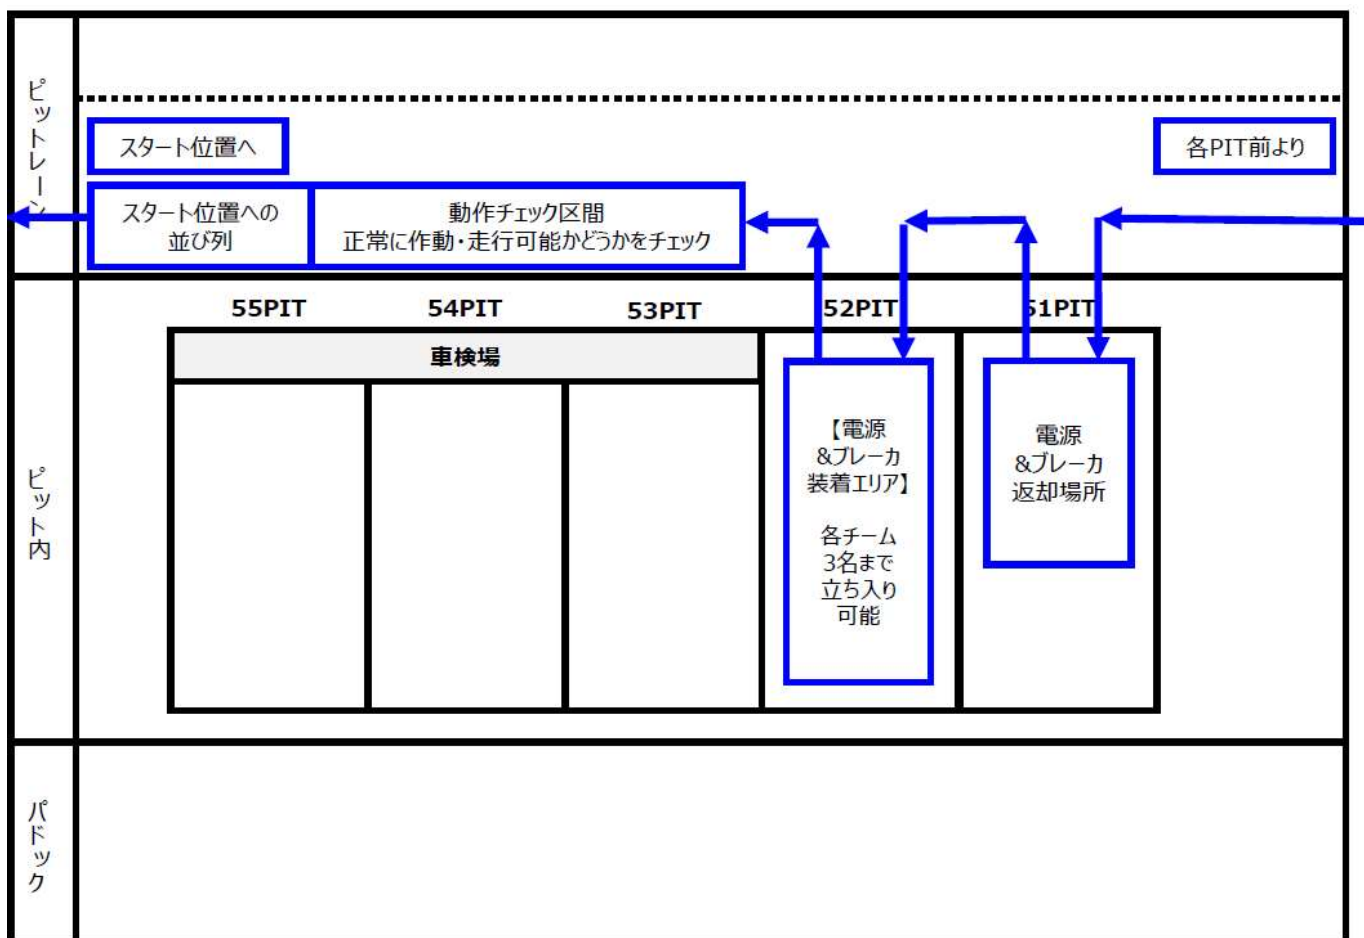 ピットレーン
スタート位置へ
各PIT前より
スタート位置への
並び列
動作チェック区間
正常に作動・走行可能かどうかをチェック
ピット内
55PIT
54PIT
53PIT
52PIT
51PIT
車検場
【電源
&ブレーカ
装着エリア】
各チーム
3名まで
立ち入り
可能
電源
&ブレーカ
返却場所
パドック